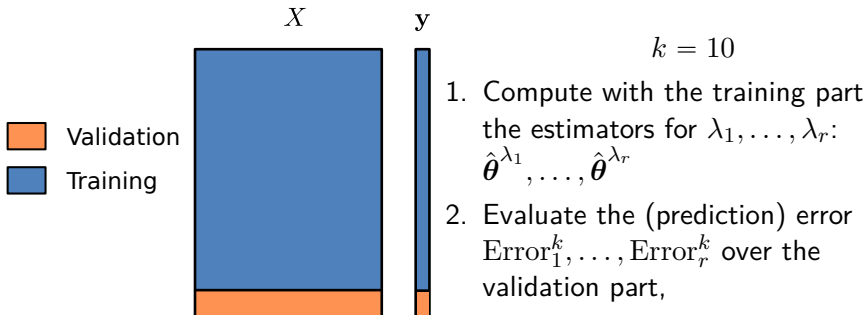 X y
Validation
Training
k = 10
1. Compute with the training part
the estimators for λ₁, . . . , λᵣ:
θ̂^λ₁, . . . , θ̂^λᵣ
2. Evaluate the (prediction) error
Error₁ᵏ, . . . , Errorᵣᵏ over the
validation part,